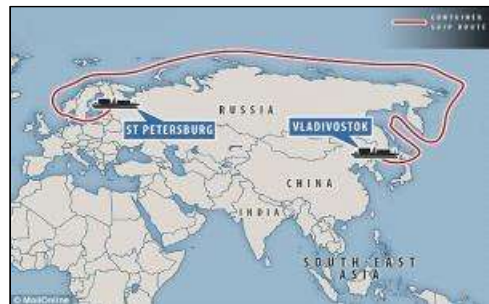 CONTAINER
SHIP ROUTE
RUSSIA
ST PETERSBURG
VLADIVOSTOK
CHINA
INDIA
SOUTH-EAST
ASIA
© MailOnline